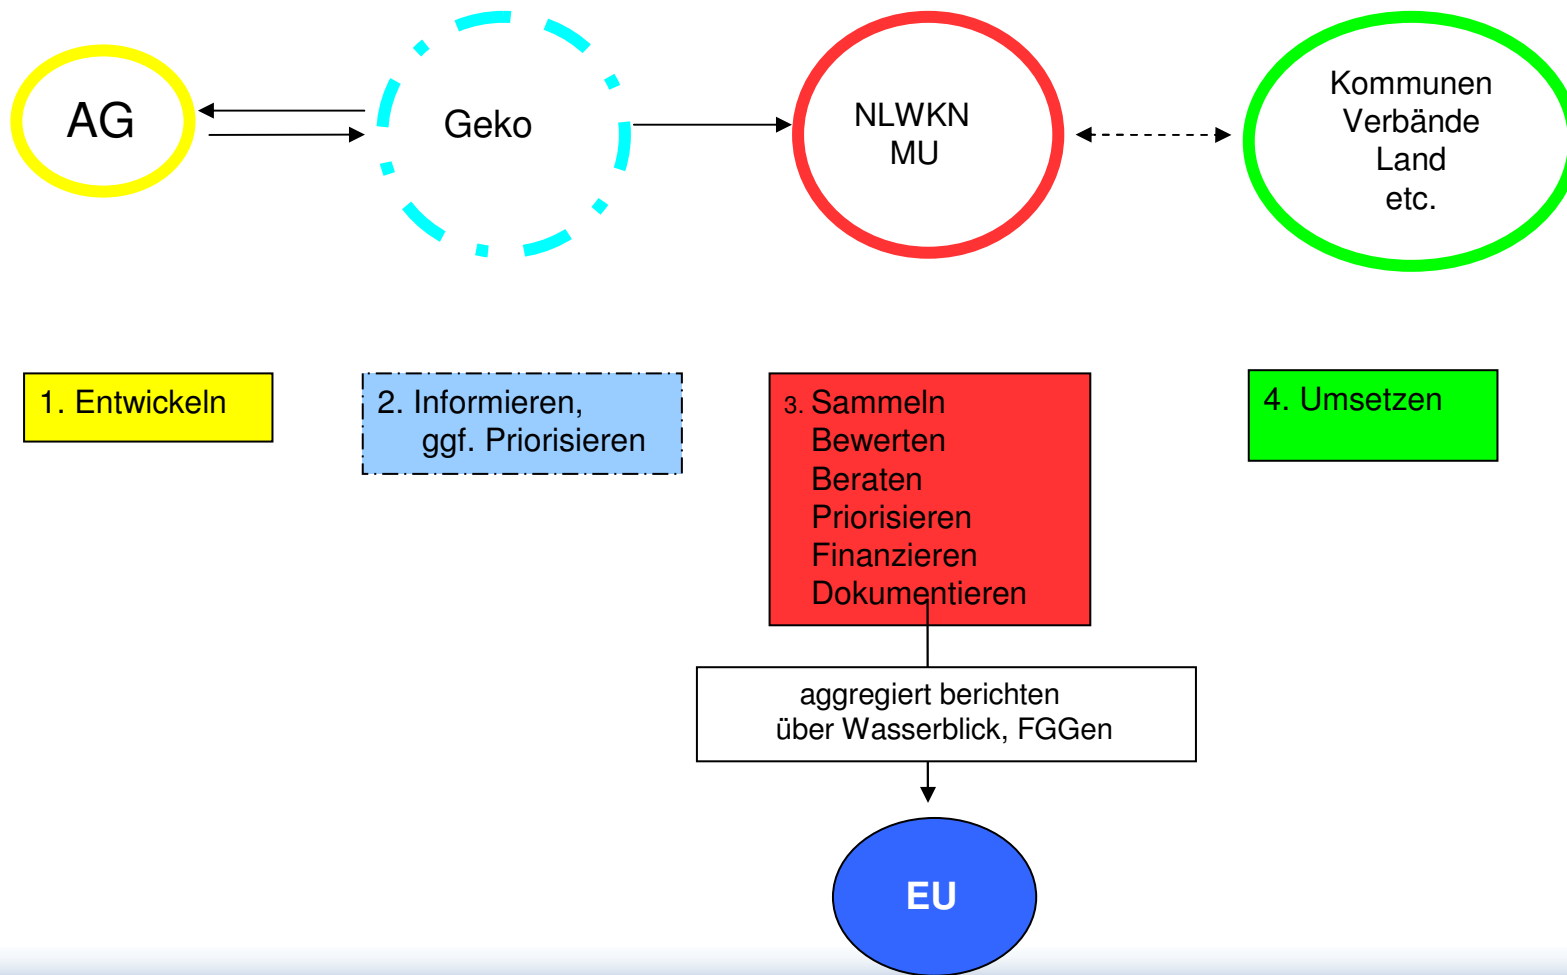 AG
Geko
NLWKN
MU
Kommunen
Verbände
Land
etc.
1. Entwickeln
2. Informieren,
ggf. Priorisieren
3. Sammeln
Bewerten
Beraten
Priorisieren
Finanzieren
Dokumentieren
4. Umsetzen
aggregiert berichten
über Wasserblick, FGGen
EU